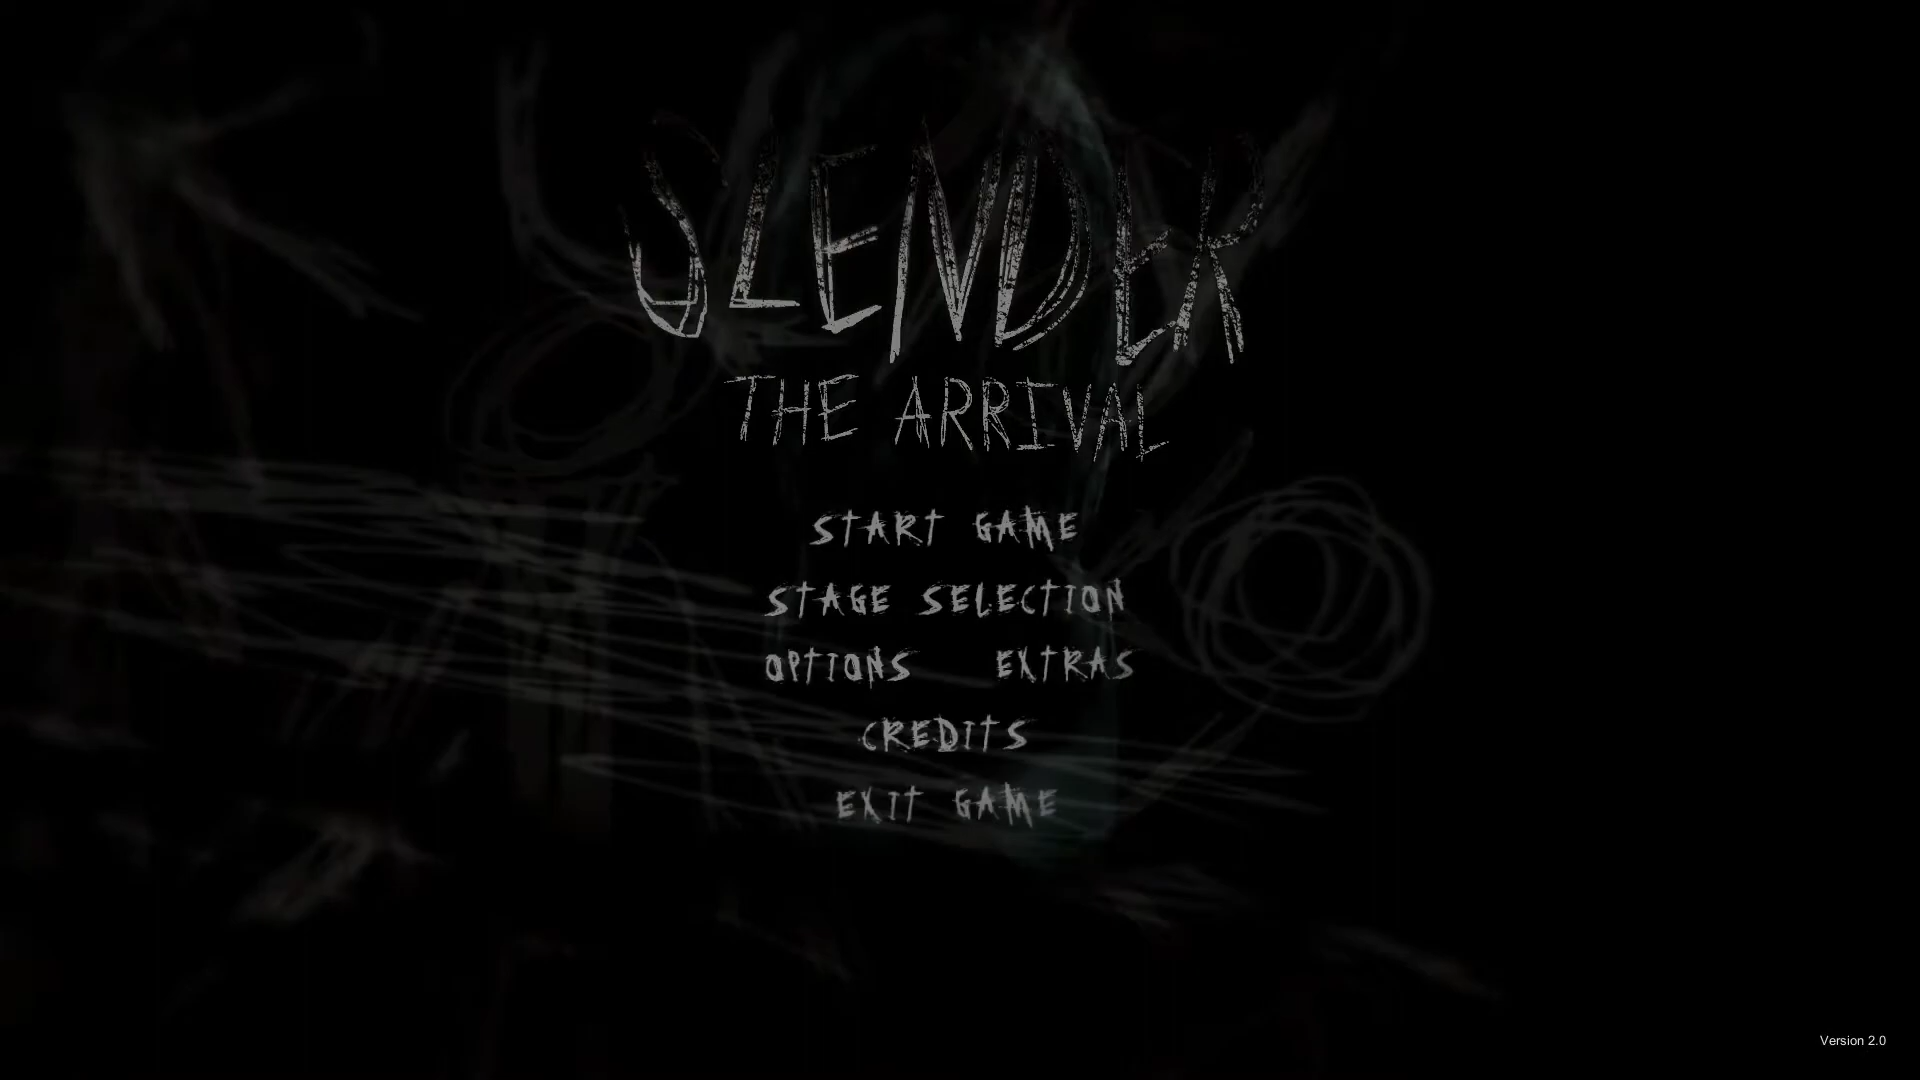 SLENDER
THE ARRIVAL
START GAME
STAGE SELECTION
OPTIONS EXTRAS
CREDITS
EXIT GAME
Version 2.0